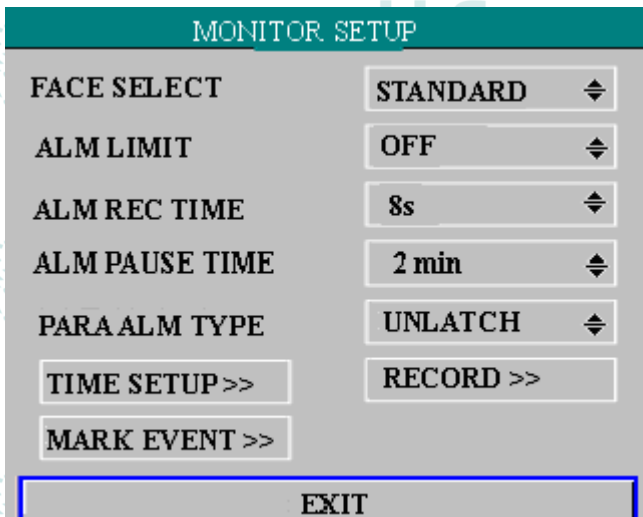 MONITOR SETUP
FACE SELECT STANDARD
ALM LIMIT OFF
ALM REC TIME 8s
ALM PAUSE TIME 2 min
PARA ALM TYPE UNLATCH
TIME SETUP>> RECORD >>
MARK EVENT >>
EXIT